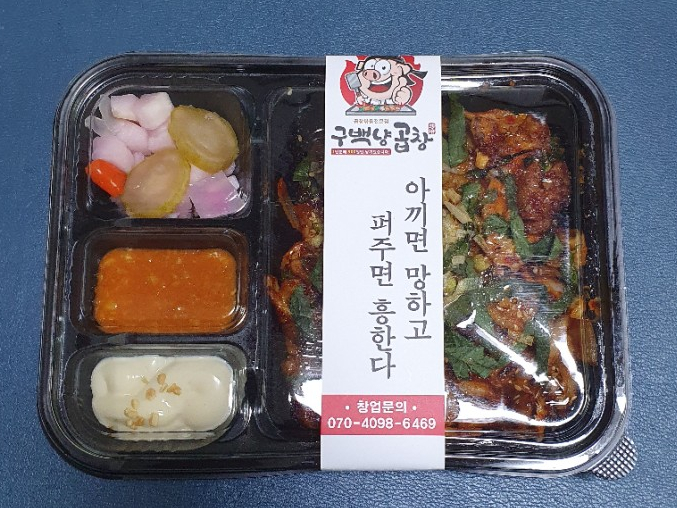 구백냥곱창
아끼면 망하고
퍼주면 흥한다
· 창업문의 ·
070-4098-6469